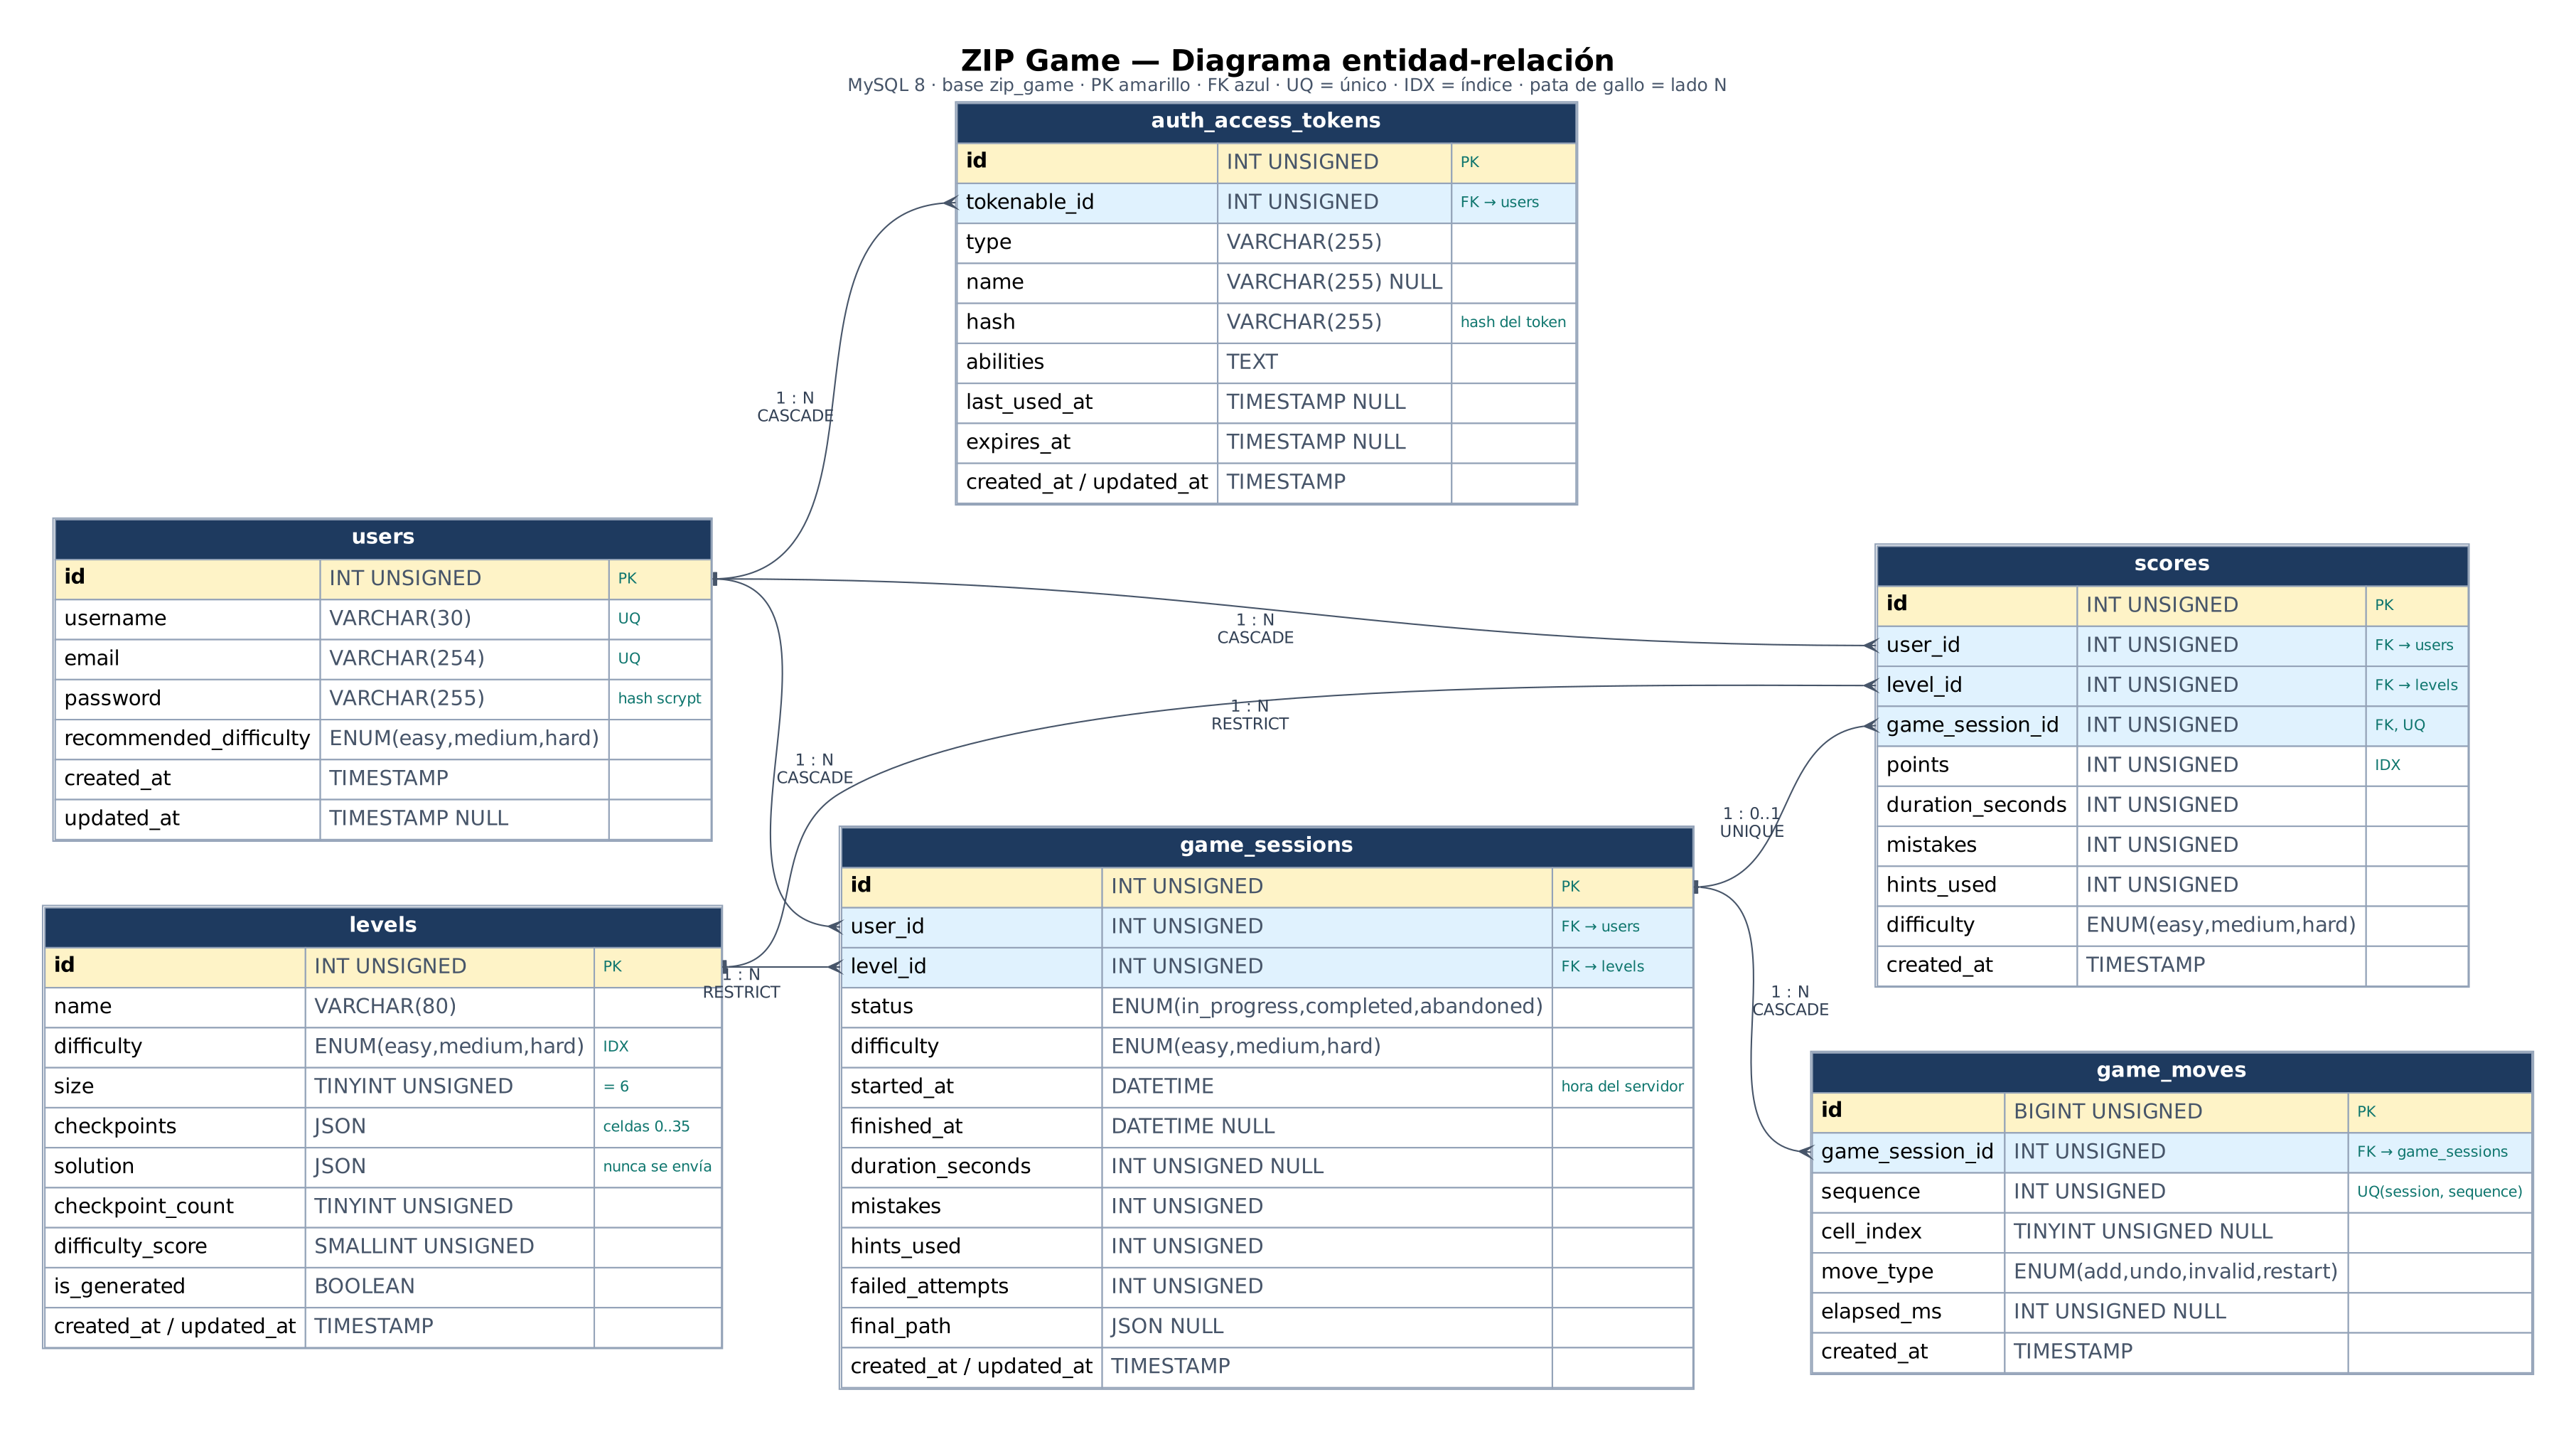 ZIP Game — Diagrama entidad-relación
MySQL 8 · base zip_game · PK amarillo · FK azul · UQ = único · IDX = índice · pata de gallo = lado N
auth_access_tokens
id INT UNSIGNED PK
tokenable_id INT UNSIGNED FK → users
type VARCHAR(255)
name VARCHAR(255) NULL
hash VARCHAR(255) hash del token
abilities TEXT
last_used_at TIMESTAMP NULL
expires_at TIMESTAMP NULL
created_at / updated_at TIMESTAMP
1 : N
CASCADE
users
id INT UNSIGNED PK
username VARCHAR(30) UQ
email VARCHAR(254) UQ
password VARCHAR(255) hash scrypt
recommended_difficulty ENUM(easy,medium,hard)
created_at TIMESTAMP
updated_at TIMESTAMP NULL
1 : N
CASCADE
1 : N
RESTRICT
1 : N
CASCADE
scores
id INT UNSIGNED PK
user_id INT UNSIGNED FK → users
level_id INT UNSIGNED FK → levels
game_session_id INT UNSIGNED FK, UQ
points INT UNSIGNED IDX
duration_seconds INT UNSIGNED
mistakes INT UNSIGNED
hints_used INT UNSIGNED
difficulty ENUM(easy,medium,hard)
created_at TIMESTAMP
1 : 0..1
UNIQUE
levels
id INT UNSIGNED PK
name VARCHAR(80)
difficulty ENUM(easy,medium,hard) IDX
size TINYINT UNSIGNED = 6
checkpoints JSON celdas 0..35
solution JSON nunca se envía
checkpoint_count TINYINT UNSIGNED
difficulty_score SMALLINT UNSIGNED
is_generated BOOLEAN
created_at / updated_at TIMESTAMP
1 : N
RESTRICT
game_sessions
id INT UNSIGNED PK
user_id INT UNSIGNED FK → users
level_id INT UNSIGNED FK → levels
status ENUM(in_progress,completed,abandoned)
difficulty ENUM(easy,medium,hard)
started_at DATETIME hora del servidor
finished_at DATETIME NULL
duration_seconds INT UNSIGNED NULL
mistakes INT UNSIGNED
hints_used INT UNSIGNED
failed_attempts INT UNSIGNED
final_path JSON NULL
created_at / updated_at TIMESTAMP
1 : N
CASCADE
game_moves
id BIGINT UNSIGNED PK
game_session_id INT UNSIGNED FK → game_sessions
sequence INT UNSIGNED UQ(session, sequence)
cell_index TINYINT UNSIGNED NULL
move_type ENUM(add,undo,invalid,restart)
elapsed_ms INT UNSIGNED NULL
created_at TIMESTAMP